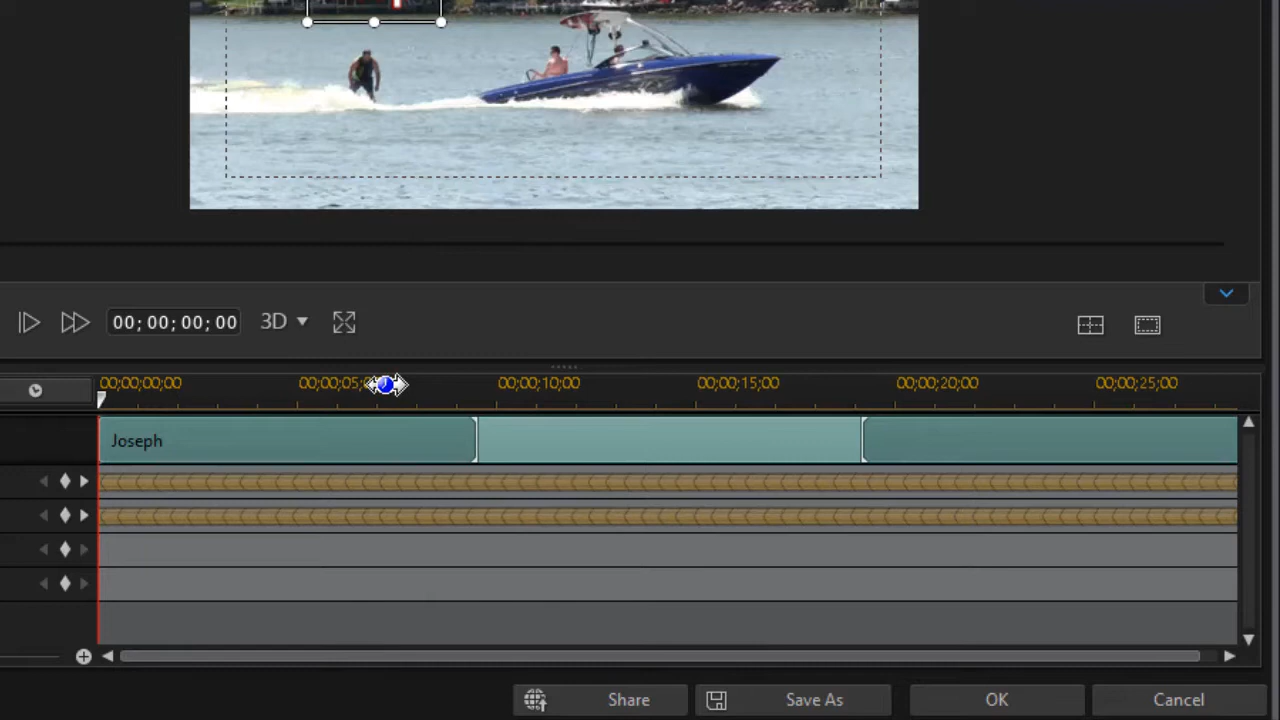 00; 00; 00; 00
3D
00;00;00;00
00;00;05;
00;00;10;00
00;00;15;00
00;00;20;00
00;00;25;00
Joseph
Share
Save As
OK
Cancel